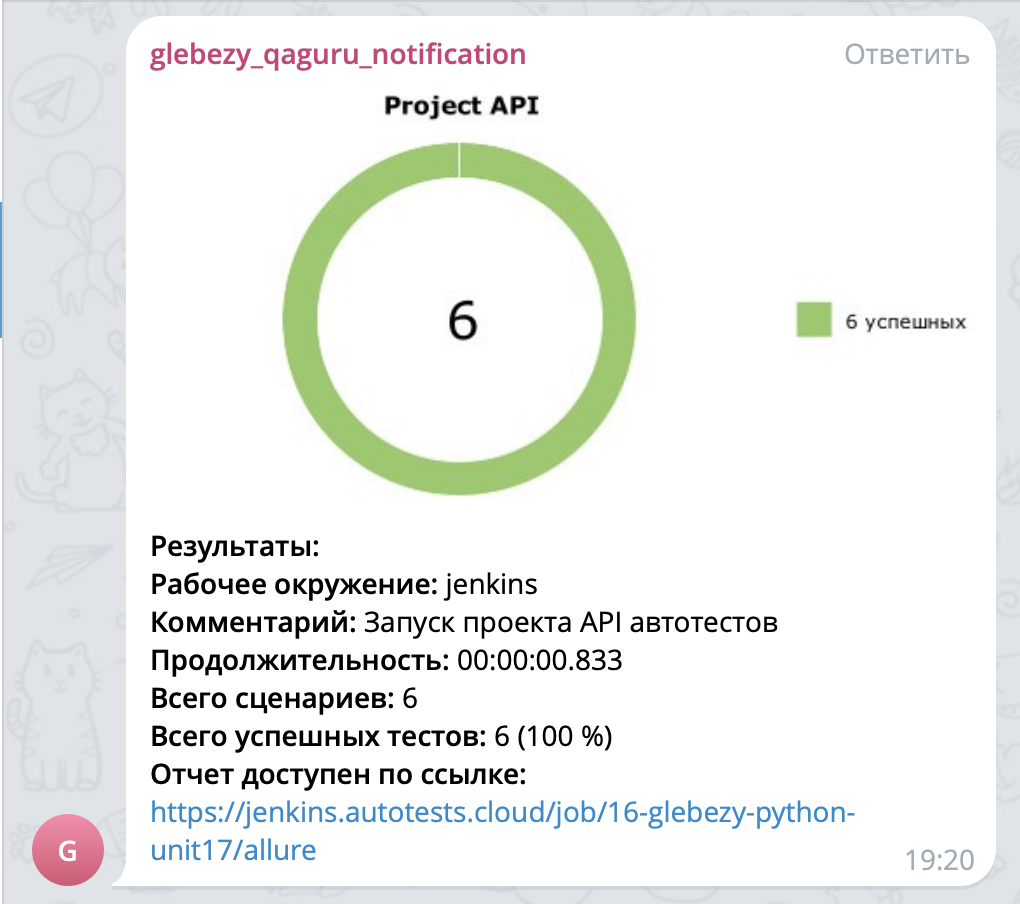 glebezy_qaguru_notification Ответить
Project API
6
6 успешных
Результаты:
Рабочее окружение: jenkins
Комментарий: Запуск проекта API автотестов
Продолжительность: 00:00:00.833
Всего сценариев: 6
Всего успешных тестов: 6 (100 %)
Отчет доступен по ссылке:
https://jenkins.autotests.cloud/job/16-glebezy-python-
unit17/allure
G
19:20